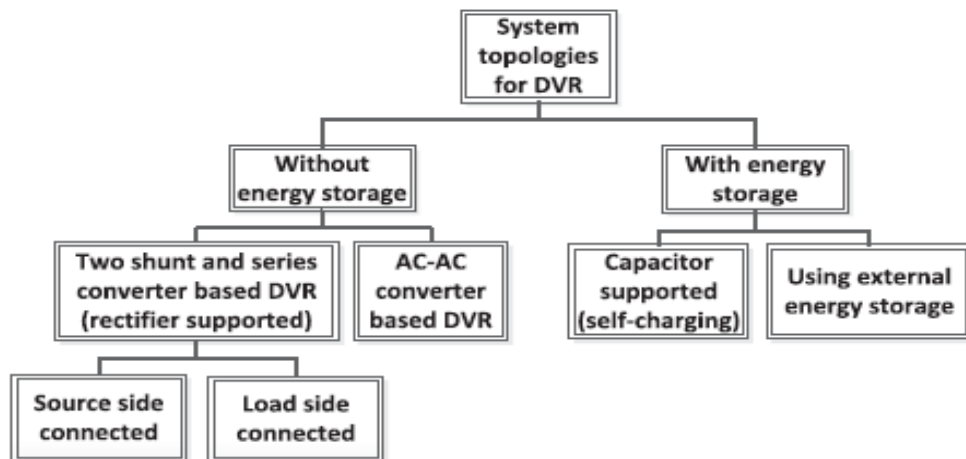 System
topologies
for DVR
Without
energy storage
With energy
storage
Two shunt and series
converter based DVR
(rectifier supported)
AC-AC
converter
based DVR
Capacitor
supported
(self-charging)
Using external
energy storage
Source side
connected
Load side
connected